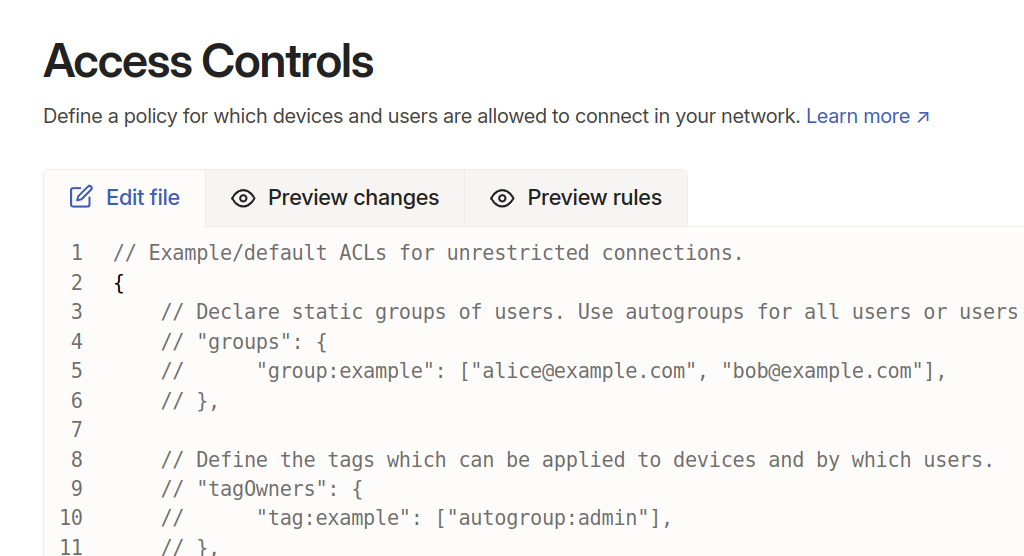 Access Controls
Define a policy for which devices and users are allowed to connect in your network. Learn more ↗
Edit file Preview changes Preview rules
1 // Example/default ACLs for unrestricted connections.
2 {
3 // Declare static groups of users. Use autogroups for all users or users
4 // "groups": {
5 // "group:example": ["alice@example.com", "bob@example.com"],
6 // },
7
8 // Define the tags which can be applied to devices and by which users.
9 // "tagOwners": {
10 // "tag:example": ["autogroup:admin"],
11 // },